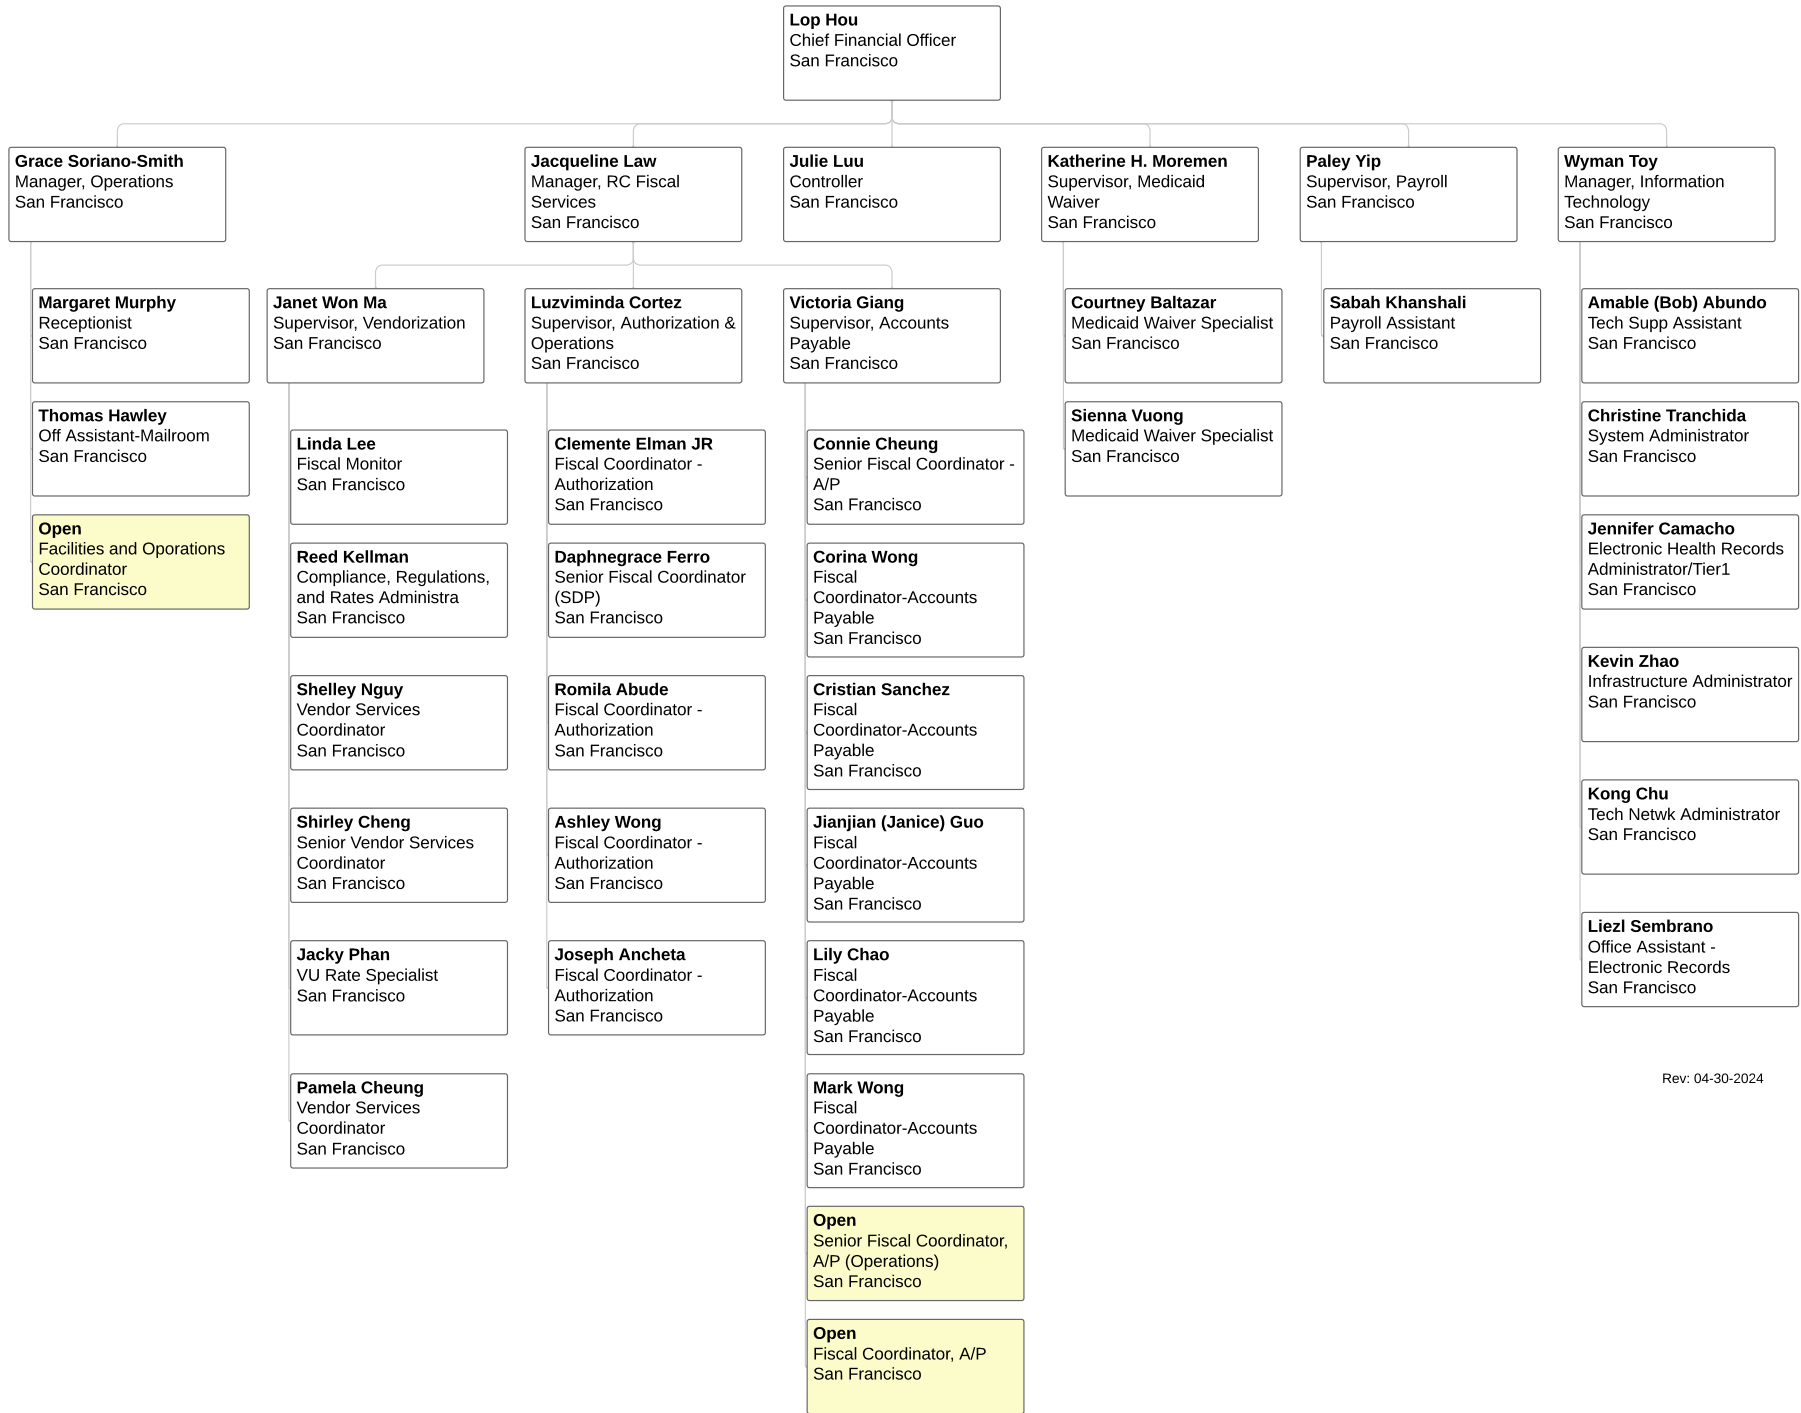 Lop Hou
Chief Financial Officer
San Francisco
Grace Soriano-Smith
Manager, Operations
San Francisco
Jacqueline Law
Manager, RC Fiscal
Services
San Francisco
Julie Luu
Controller
San Francisco
Katherine H. Moremen
Supervisor, Medicaid
Waiver
San Francisco
Paley Yip
Supervisor, Payroll
San Francisco
Wyman Toy
Manager, Information
Technology
San Francisco
Margaret Murphy
Receptionist
San Francisco
Thomas Hawley
Off Assistant-Mailroom
San Francisco
Open
Facilities and Oporations
Coordinator
San Francisco
Janet Won Ma
Supervisor, Vendorization
San Francisco
Linda Lee
Fiscal Monitor
San Francisco
Reed Kellman
Compliance, Regulations,
and Rates Administra
San Francisco
Shelley Nguy
Vendor Services
Coordinator
San Francisco
Shirley Cheng
Senior Vendor Services
Coordinator
San Francisco
Jacky Phan
VU Rate Specialist
San Francisco
Pamela Cheung
Vendor Services
Coordinator
San Francisco
Luzviminda Cortez
Supervisor, Authorization &
Operations
San Francisco
Clemente Elman JR
Fiscal Coordinator -
Authorization
San Francisco
Daphnegrace Ferro
Senior Fiscal Coordinator
(SDP)
San Francisco
Romila Abude
Fiscal Coordinator -
Authorization
San Francisco
Ashley Wong
Fiscal Coordinator -
Authorization
San Francisco
Joseph Ancheta
Fiscal Coordinator -
Authorization
San Francisco
Victoria Giang
Supervisor, Accounts
Payable
San Francisco
Connie Cheung
Senior Fiscal Coordinator -
A/P
San Francisco
Corina Wong
Fiscal
Coordinator-Accounts
Payable
San Francisco
Cristian Sanchez
Fiscal
Coordinator-Accounts
Payable
San Francisco
Jianjian (Janice) Guo
Fiscal
Coordinator-Accounts
Payable
San Francisco
Lily Chao
Fiscal
Coordinator-Accounts
Payable
San Francisco
Mark Wong
Fiscal
Coordinator-Accounts
Payable
San Francisco
Open
Senior Fiscal Coordinator,
A/P (Operations)
San Francisco
Open
Fiscal Coordinator, A/P
San Francisco
Courtney Baltazar
Medicaid Waiver Specialist
San Francisco
Sienna Vuong
Medicaid Waiver Specialist
San Francisco
Sabah Khanshali
Payroll Assistant
San Francisco
Amable (Bob) Abundo
Tech Supp Assistant
San Francisco
Christine Tranchida
System Administrator
San Francisco
Jennifer Camacho
Electronic Health Records
Administrator/Tier1
San Francisco
Kevin Zhao
Infrastructure Administrator
San Francisco
Kong Chu
Tech Netwk Administrator
San Francisco
Liezl Sembrano
Office Assistant -
Electronic Records
San Francisco
Rev: 04-30-2024